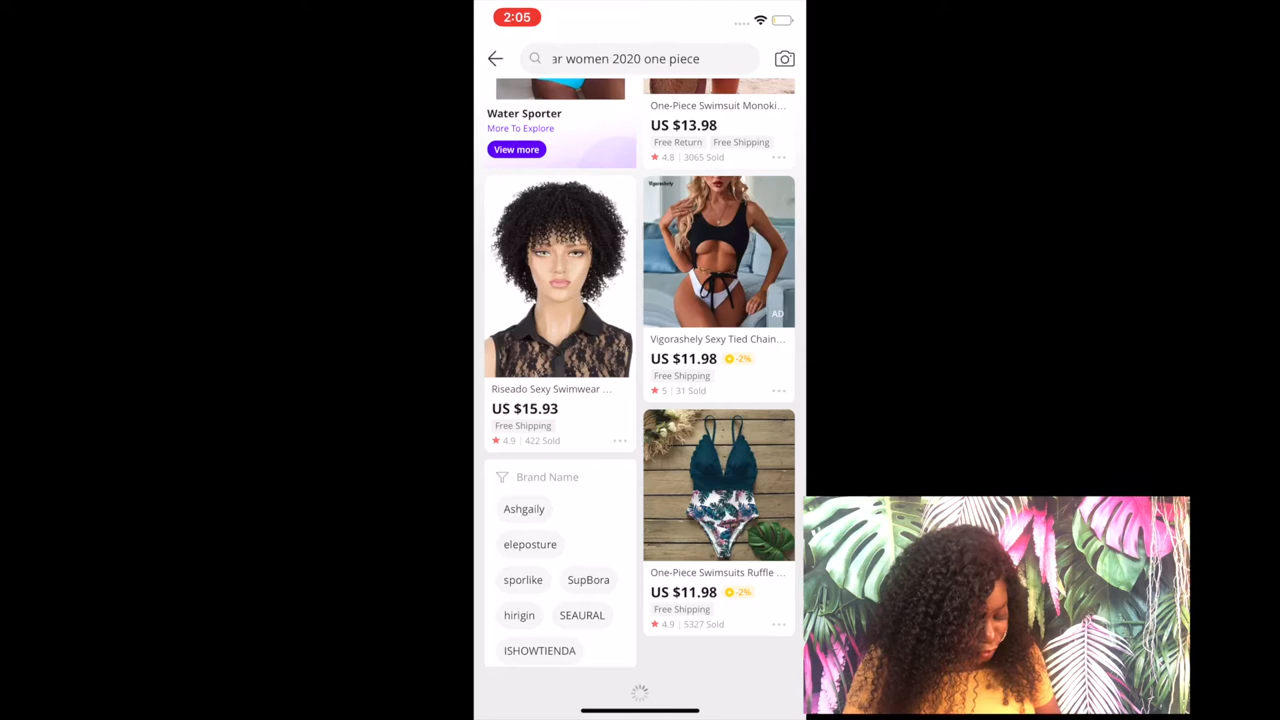 2:05
ar women 2020 one piece
Water Sporter
More To Explore
View more
One-Piece Swimsuit Monoki...
US $13.98
Free Return Free Shipping
4.8 | 3065 Sold
Riseado Sexy Swimwear ...
US $15.93
Free Shipping
4.9 | 422 Sold
Vigorashely
AD
Vigorashely Sexy Tied Chain...
US $11.98 -2%
Free Shipping
5 | 31 Sold
Brand Name
Ashgaily
eleposture
sporlike SupBora
hirigin SEAURAL
ISHOWTIENDA
One-Piece Swimsuits Ruffle ...
US $11.98 -2%
Free Shipping
4.9 | 5327 Sold